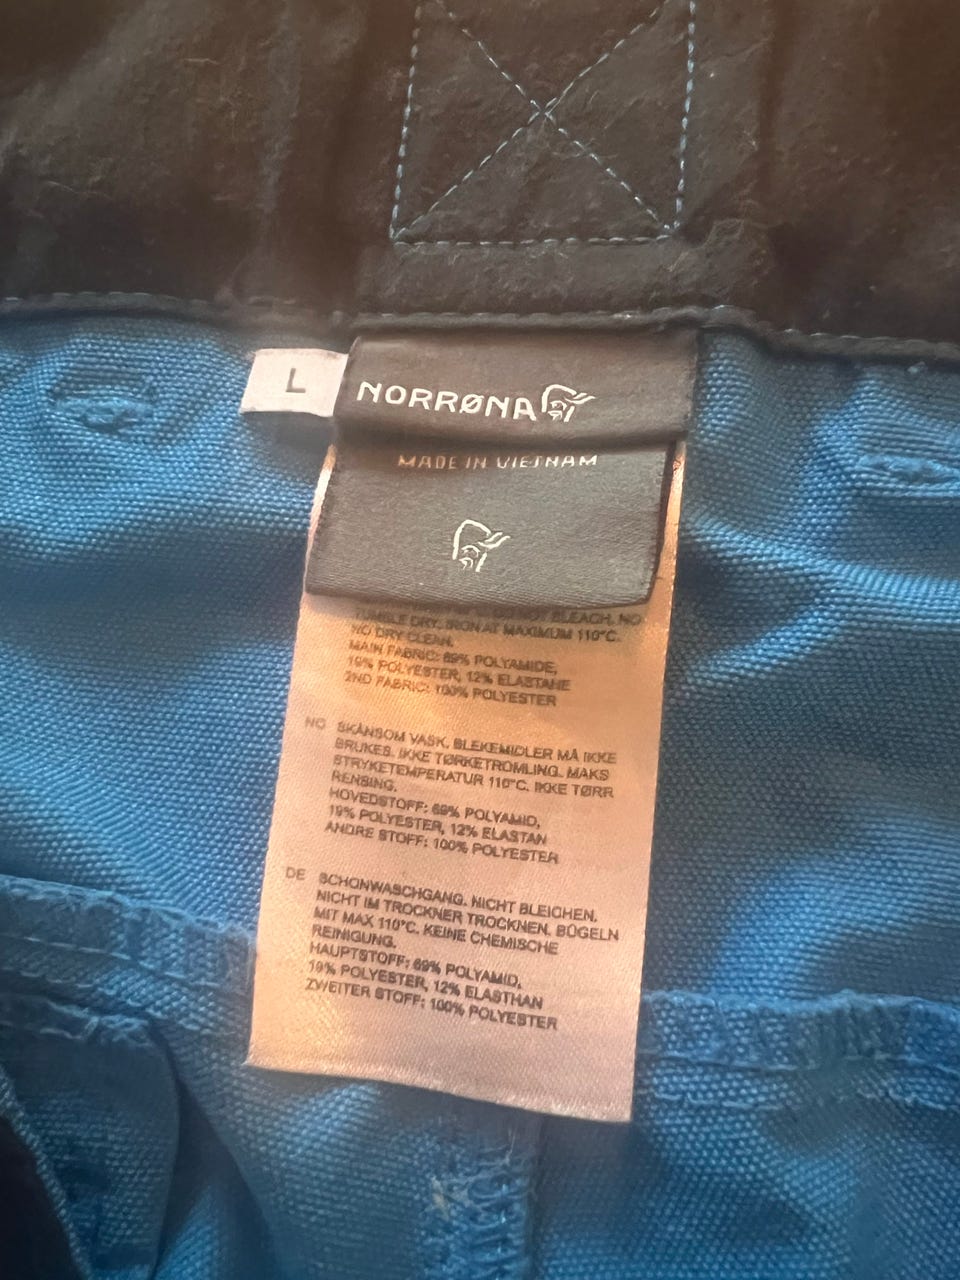 L
NORRØNA
MADE IN VIETNAM
BLEACH, NO
TUMBLE DRY, IRON AT MAXIMUM 110°C.
NO DRY CLEAN.
MAIN FABRIC: 69% POLYAMIDE,
19% POLYESTER, 12% ELASTANE
2ND FABRIC: 100% POLYESTER
NO SKÅNSOM VASK. BLEKEMIDLER MÅ IKKE
BRUKES. IKKE TØRKETROMLING. MAKS
STRYKETEMPERATUR 110°C. IKKE TØRR
RENSING.
HOVEDSTOFF: 69% POLYAMID,
19% POLYESTER, 12% ELASTAN
ANDRE STOFF: 100% POLYESTER
DE SCHONWASCHGANG. NICHT BLEICHEN.
NICHT IM TROCKNER TROCKNEN. BÜGELN
MIT MAX 110°C. KEINE CHEMISCHE
REINIGUNG.
HAUPTSTOFF: 69% POLYAMID,
19% POLYESTER, 12% ELASTHAN
ZWEITER STOFF: 100% POLYESTER